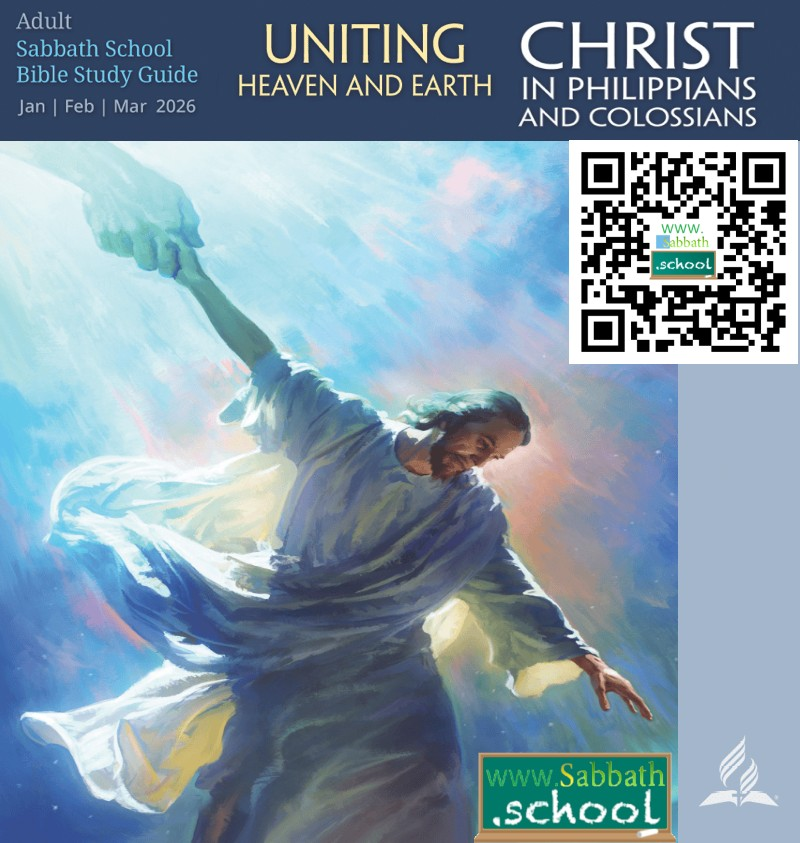 Adult
Sabbath School
Bible Study Guide
Jan | Feb | Mar 2026
UNITING
HEAVEN AND EARTH
CHRIST
IN PHILIPPIANS
AND COLOSSIANS
www.
Sabbath
.school
www.Sabbath
.school